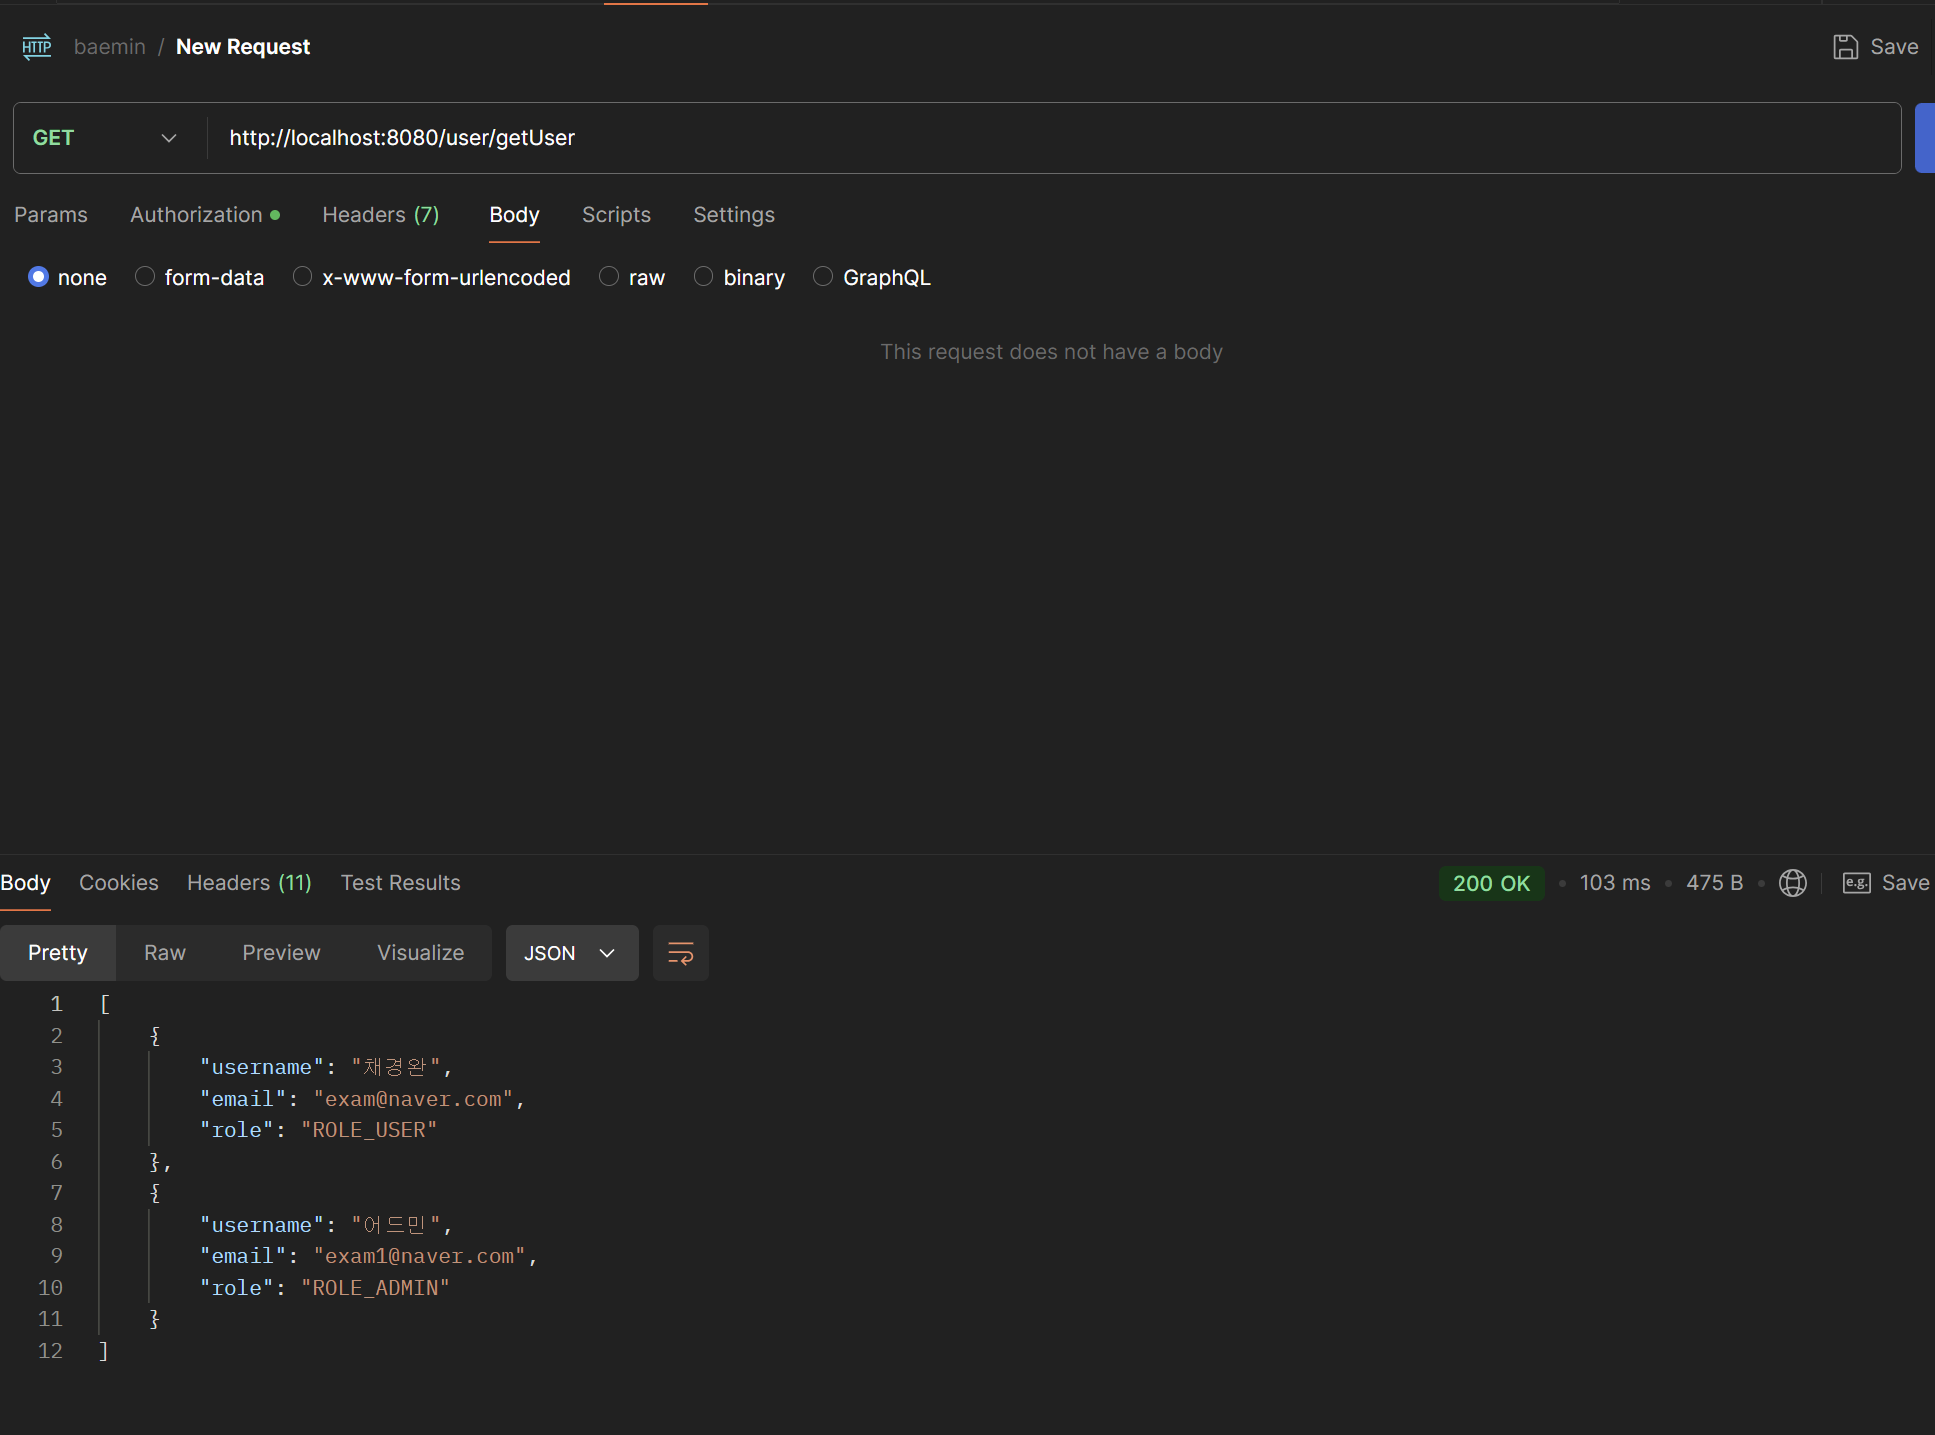 HTTP baemin / New Request Save
GET http://localhost:8080/user/getUser
Params Authorization Headers (7) Body Scripts Settings
none form-data x-www-form-urlencoded raw binary GraphQL
This request does not have a body
Body Cookies Headers (11) Test Results 200 OK 103 ms 475 B e.g. Save
Pretty Raw Preview Visualize JSON
1 [
2 {
3 "username": "채경완",
4 "email": "exam@naver.com",
5 "role": "ROLE_USER"
6 },
7 {
8 "username": "어드민",
9 "email": "exam1@naver.com",
10 "role": "ROLE_ADMIN"
11 }
12 ]